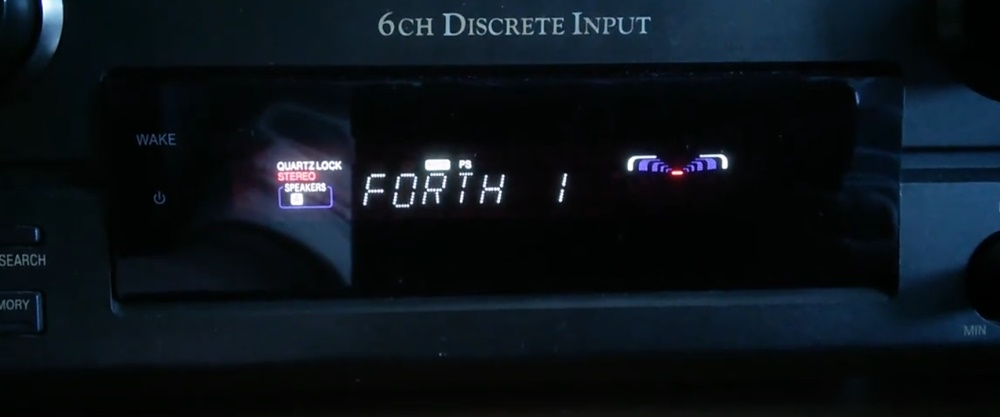 6CH DISCRETE INPUT
WAKE
QUARTZ LOCK
STEREO
SPEAKERS
A
PS
FORTH 1
SEARCH
MORY
MIN